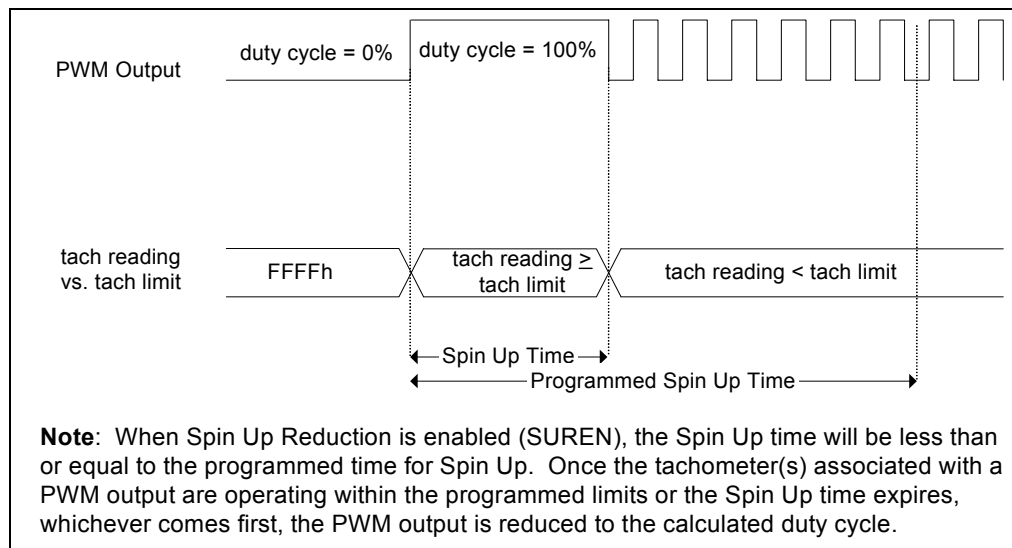 duty cycle = 0%
duty cycle = 100%
PWM Output
tach reading
vs. tach limit
FFFFh
tach reading ≥
tach limit
tach reading < tach limit
Spin Up Time
Programmed Spin Up Time
Note: When Spin Up Reduction is enabled (SUREN), the Spin Up time will be less than
or equal to the programmed time for Spin Up. Once the tachometer(s) associated with a
PWM output are operating within the programmed limits or the Spin Up time expires,
whichever comes first, the PWM output is reduced to the calculated duty cycle.